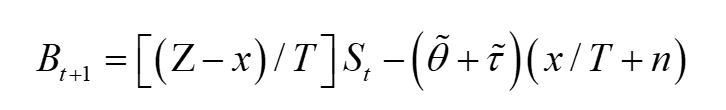 B_{t+1} = [(Z − x) / T] S_t − (θ̃ + τ̃)(x / T + n)